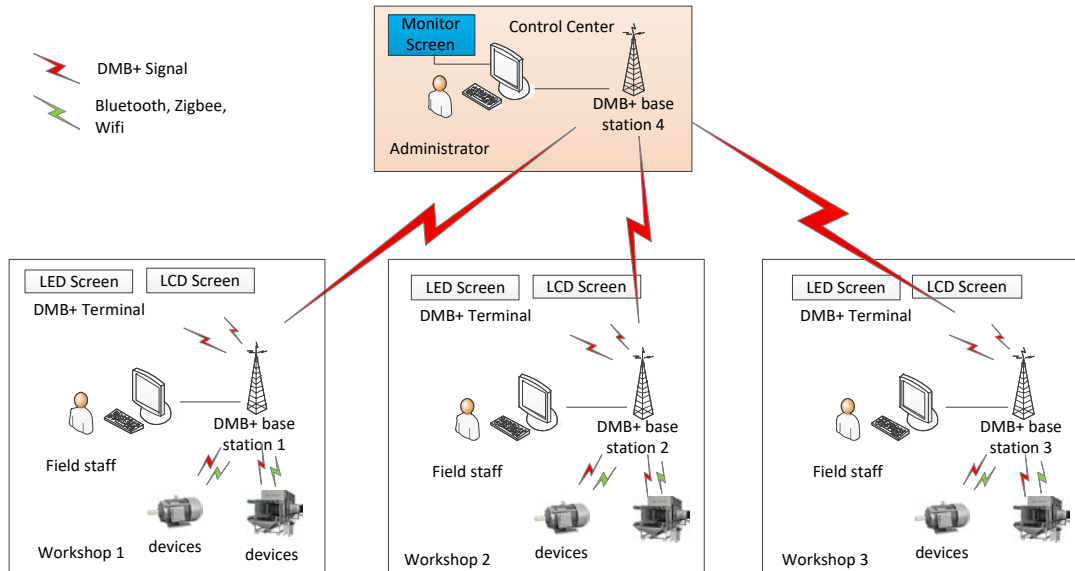 Monitor
Screen
Control Center
DMB+ Signal
Bluetooth, Zigbee,
Wifi
DMB+ base
station 4
Administrator
LED Screen
LCD Screen
DMB+ Terminal
DMB+ base
station 1
Field staff
devices
devices
Workshop 1
LED Screen
LCD Screen
DMB+ Terminal
DMB+ base
station 2
Field staff
devices
Workshop 2
LED Screen
LCD Screen
DMB+ Terminal
DMB+ base
station 3
Field staff
devices
Workshop 3